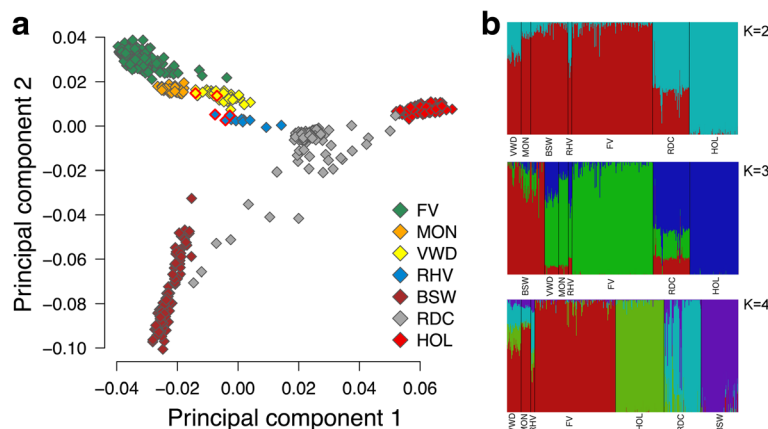 a
Principal component 2
0.04
0.02
0.00
−0.02
−0.04
−0.06
−0.08
−0.10
−0.04
−0.02
0.00
0.02
0.04
0.06
Principal component 1
FV
MON
VWD
RHV
BSW
RDC
HOL
b
K=2
VWD
MON
BSW
RHV
FV
RDC
HOL
K=3
BSW
VWD
MON
RHV
FV
RDC
HOL
K=4
VWD
MON
RHV
FV
HOL
RDC
BSW